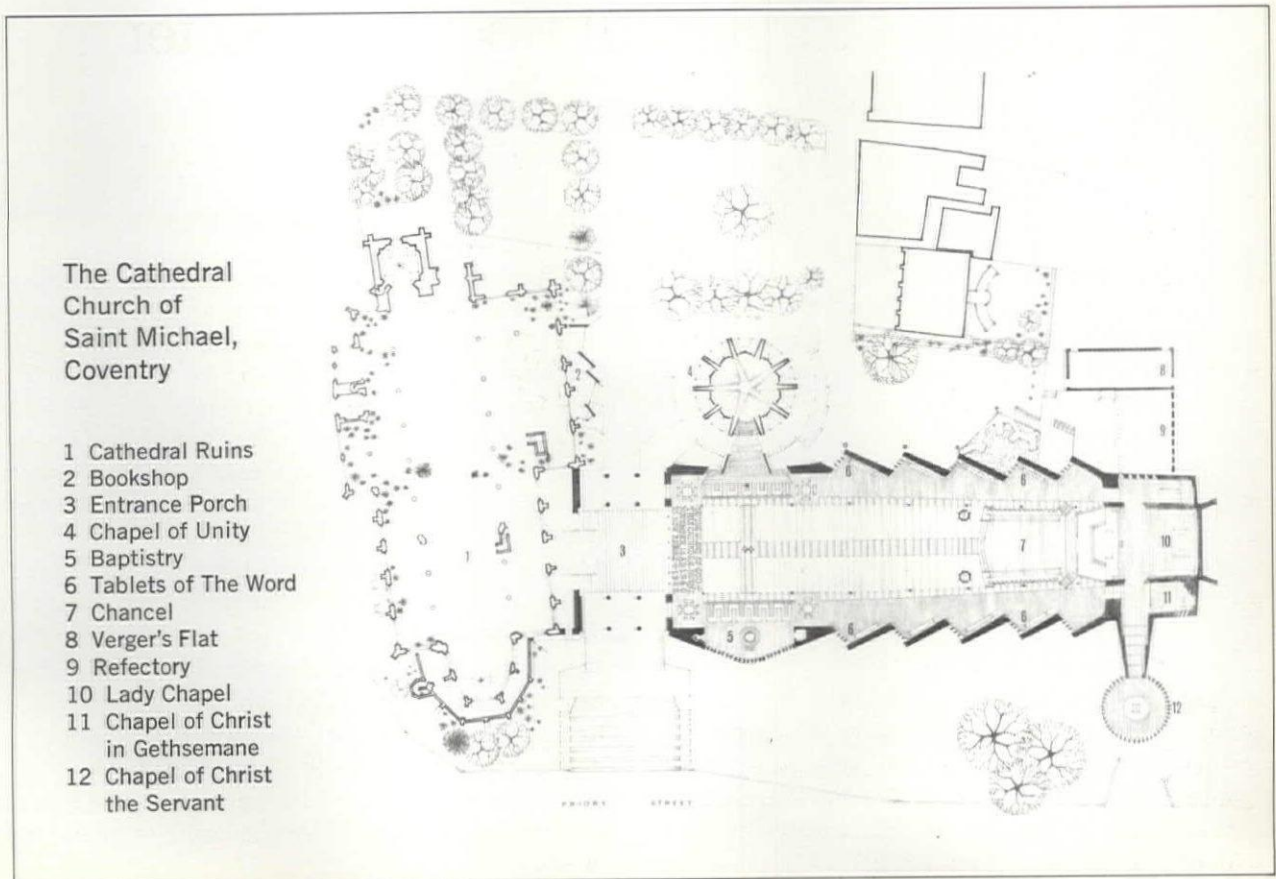 The Cathedral
Church of
Saint Michael,
Coventry
1 Cathedral Ruins
2 Bookshop
3 Entrance Porch
4 Chapel of Unity
5 Baptistry
6 Tablets of The Word
7 Chancel
8 Verger's Flat
9 Refectory
10 Lady Chapel
11 Chapel of Christ
in Gethsemane
12 Chapel of Christ
the Servant
4
2
8
9
6
6
1
3
7
10
11
5
6
6
12
PRIORY STREET